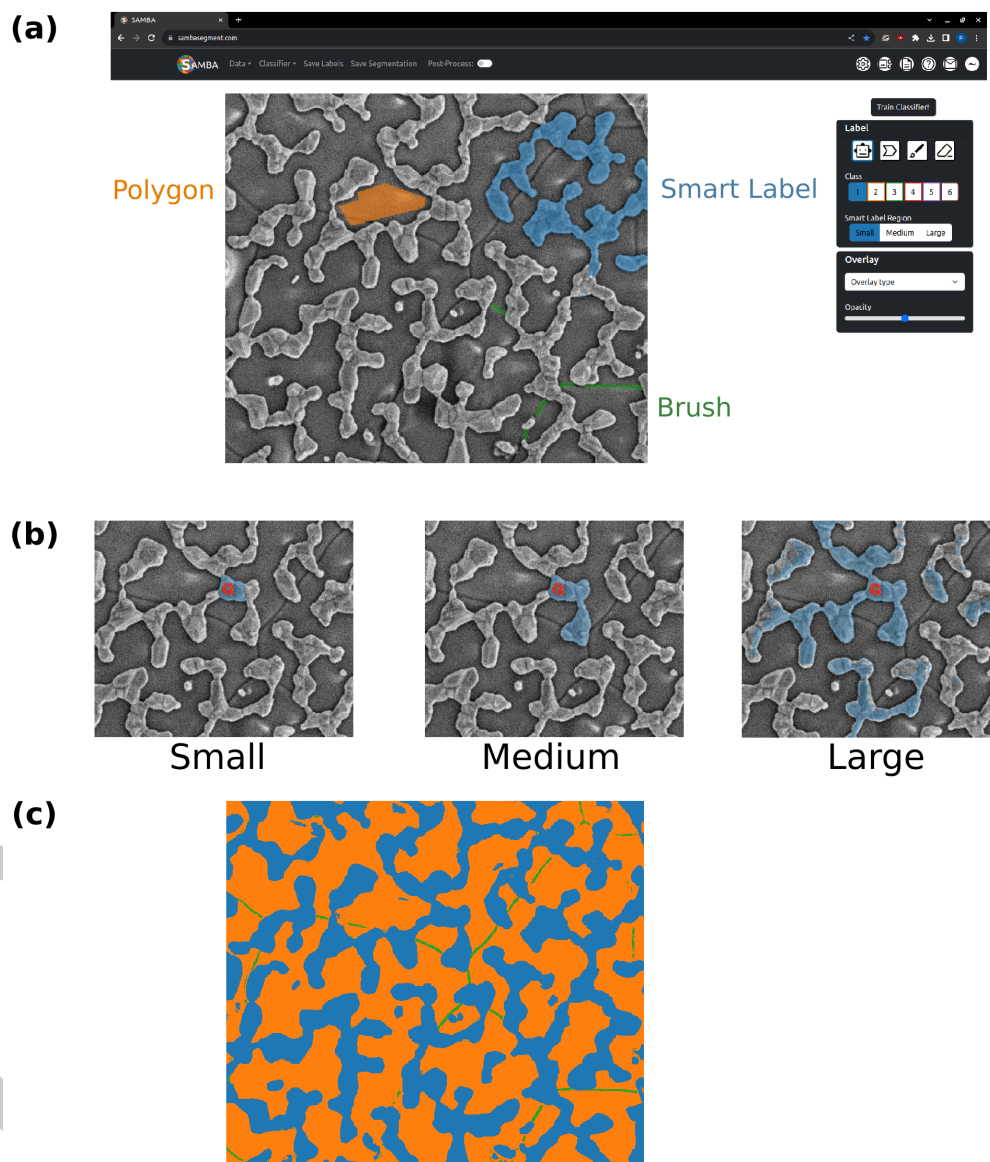 (a)
SAMBA
sambasegment.com
SAMBA Data Classifier Save Labels Save Segmentation Post-Process:
Train Classifier!
Label
Class
1 2 3 4 5 6
Smart Label Region
Small Medium Large
Overlay
Overlay type
Opacity
Polygon
Smart Label
Brush
(b)
Small Medium Large
(c)